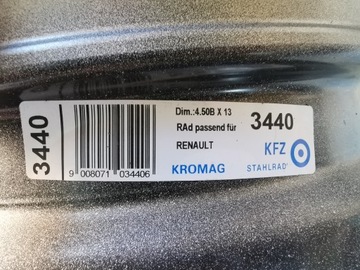 3440
9 008071 034406
Dim.:4.50B X 13
RAd passend für
RENAULT
KROMAG
3440
KFZ
STAHLRAD